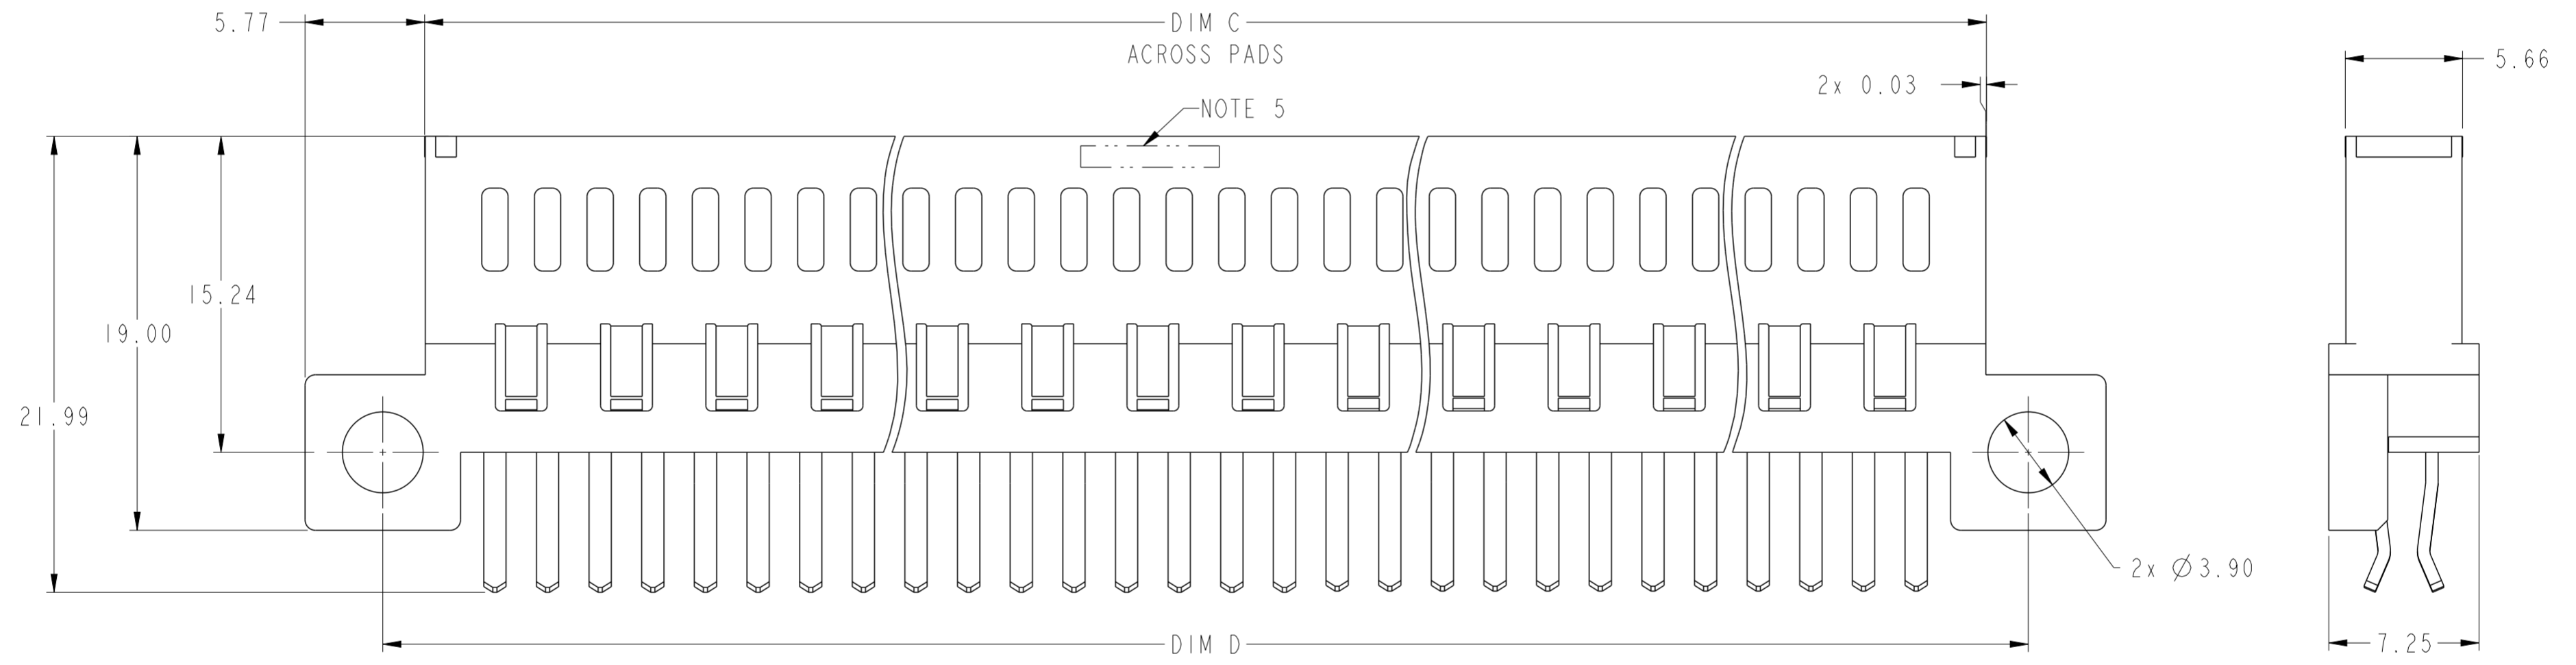 5.77
DIM C
ACROSS PADS
5.66
2x 0.03
NOTE 5
15.24
19.00
21.99
2x Ø3.90
DIM D
7.25